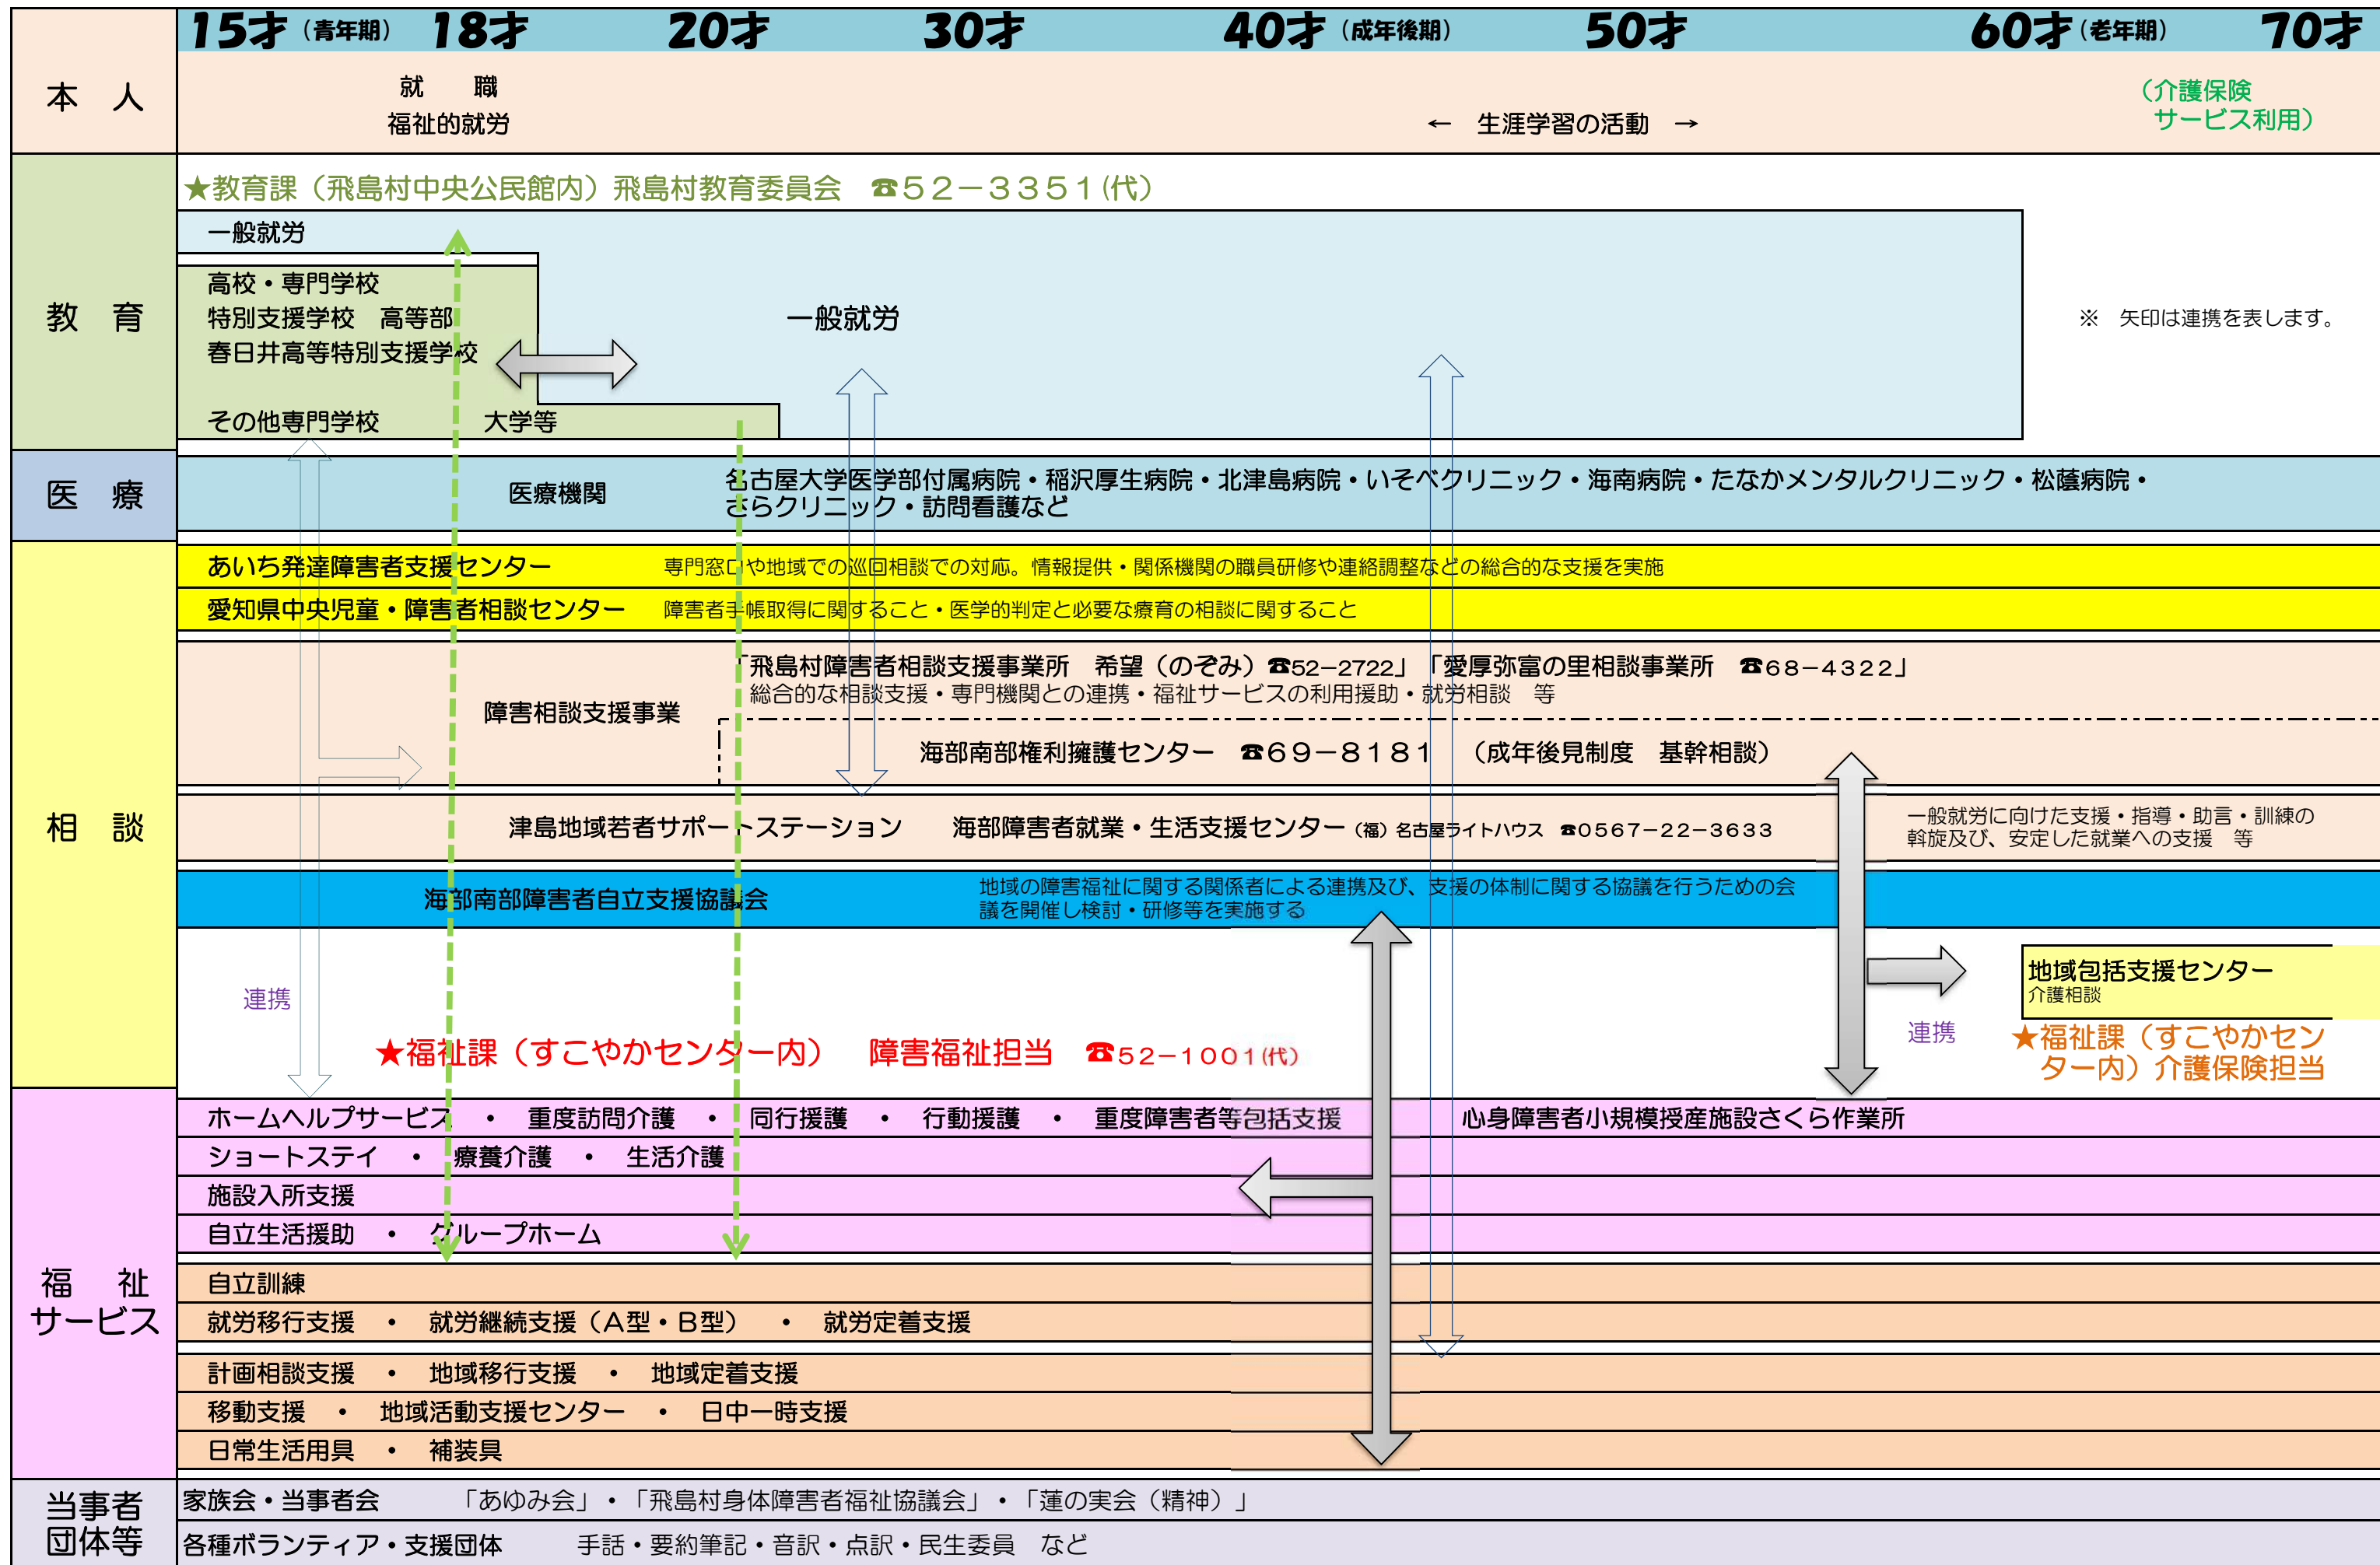 15才（青年期） 18才 20才 30才 40才（成年後期） 50才 60才（老年期） 70才
本　人
就　　職
福祉的就労
←　生涯学習の活動　→
（介護保険
サービス利用）
教　育
★教育課（飛島村中央公民館内）飛島村教育委員会　☎５２－３３５１(代）
一般就労
高校・専門学校
特別支援学校　高等部
春日井高等特別支援学校
その他専門学校　大学等
一般就労
※　矢印は連携を表します。
医　療
医療機関
名古屋大学医学部付属病院・稲沢厚生病院・北津島病院・いそべクリニック・海南病院・たなかメンタルクリニック・松蔭病院・
さらクリニック・訪問看護など
相　談
あいち発達障害者支援センター　専門窓口や地域での巡回相談での対応。情報提供・関係機関の職員研修や連絡調整などの総合的な支援を実施
愛知県中央児童・障害者相談センター　障害者手帳取得に関すること・医学的判定と必要な療育の相談に関すること
障害相談支援事業
「飛島村障害者相談支援事業所　希望（のぞみ）☎52－2722」「愛厚弥富の里相談事業所　☎６８－４３２２」
総合的な相談支援・専門機関との連携・福祉サービスの利用援助・就労相談　等
海部南部権利擁護センター　☎６９－８１８１　（成年後見制度　基幹相談）
津島地域若者サポートステーション　海部障害者就業・生活支援センター（福）名古屋ライトハウス　☎０５６７－２２－３６３３
一般就労に向けた支援・指導・助言・訓練の
斡旋及び、安定した就業への支援　等
海部南部障害者自立支援協議会
地域の障害福祉に関する関係者による連携及び、支援の体制に関する協議を行うための会
議を開催し検討・研修等を実施する
連携
★福祉課（すこやかセンター内）　障害福祉担当　☎５２－１００１(代）
地域包括支援センター
介護相談
連携
★福祉課（すこやかセン
ター内）介護保険担当
福　祉
サービス
ホームヘルプサービス　・　重度訪問介護　・　同行援護　・　行動援護　・　重度障害者等包括支援　心身障害者小規模授産施設さくら作業所
ショートステイ　・　療養介護　・　生活介護
施設入所支援
自立生活援助　・　グループホーム
自立訓練
就労移行支援　・　就労継続支援（Ａ型・Ｂ型）　・　就労定着支援
計画相談支援　・　地域移行支援　・　地域定着支援
移動支援　・　地域活動支援センター　・　日中一時支援
日常生活用具　・　補装具
当事者
団体等
家族会・当事者会　「あゆみ会」・「飛島村身体障害者福祉協議会」・「蓮の実会（精神）」
各種ボランティア・支援団体　手話・要約筆記・音訳・点訳・民生委員　など